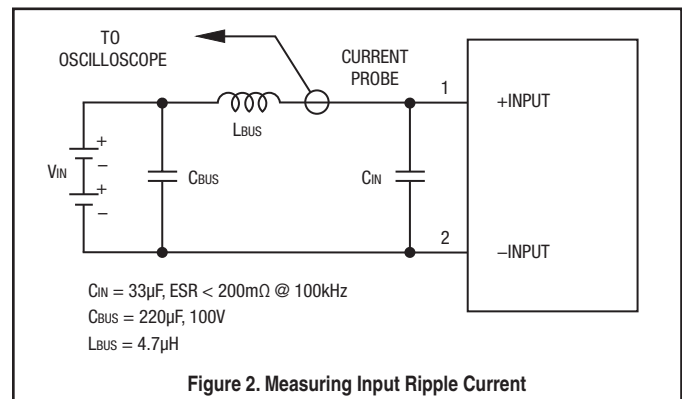 TO
OSCILLOSCOPE
CURRENT
PROBE
1
+INPUT
LBUS
+
VIN
–
+
–
CBUS
CIN
2
–INPUT
CIN = 33µF, ESR < 200mΩ @ 100kHz
CBUS = 220µF, 100V
LBUS = 4.7µH
Figure 2. Measuring Input Ripple Current